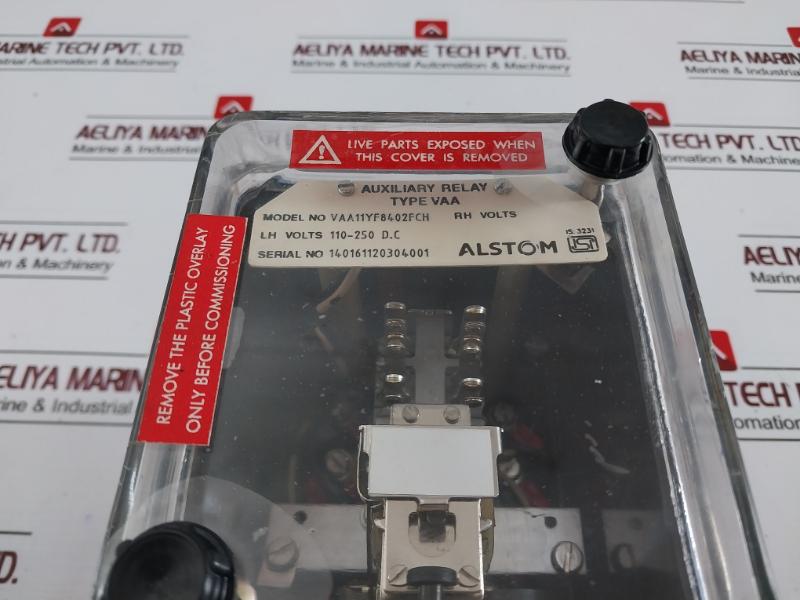 AELIYA MARINE TECH PVT. LTD.
Marine & Industrial Automation & Machinery
LIVE PARTS EXPOSED WHEN
THIS COVER IS REMOVED
AUXILIARY RELAY
TYPE VAA
MODEL NO VAA11YF8402FCH RH VOLTS
LH VOLTS 110-250 D.C
SERIAL NO 140161120304001
ALSTOM
IS: 3231
ISI
REMOVE THE PLASTIC OVERLAY
ONLY BEFORE COMMISSIONING